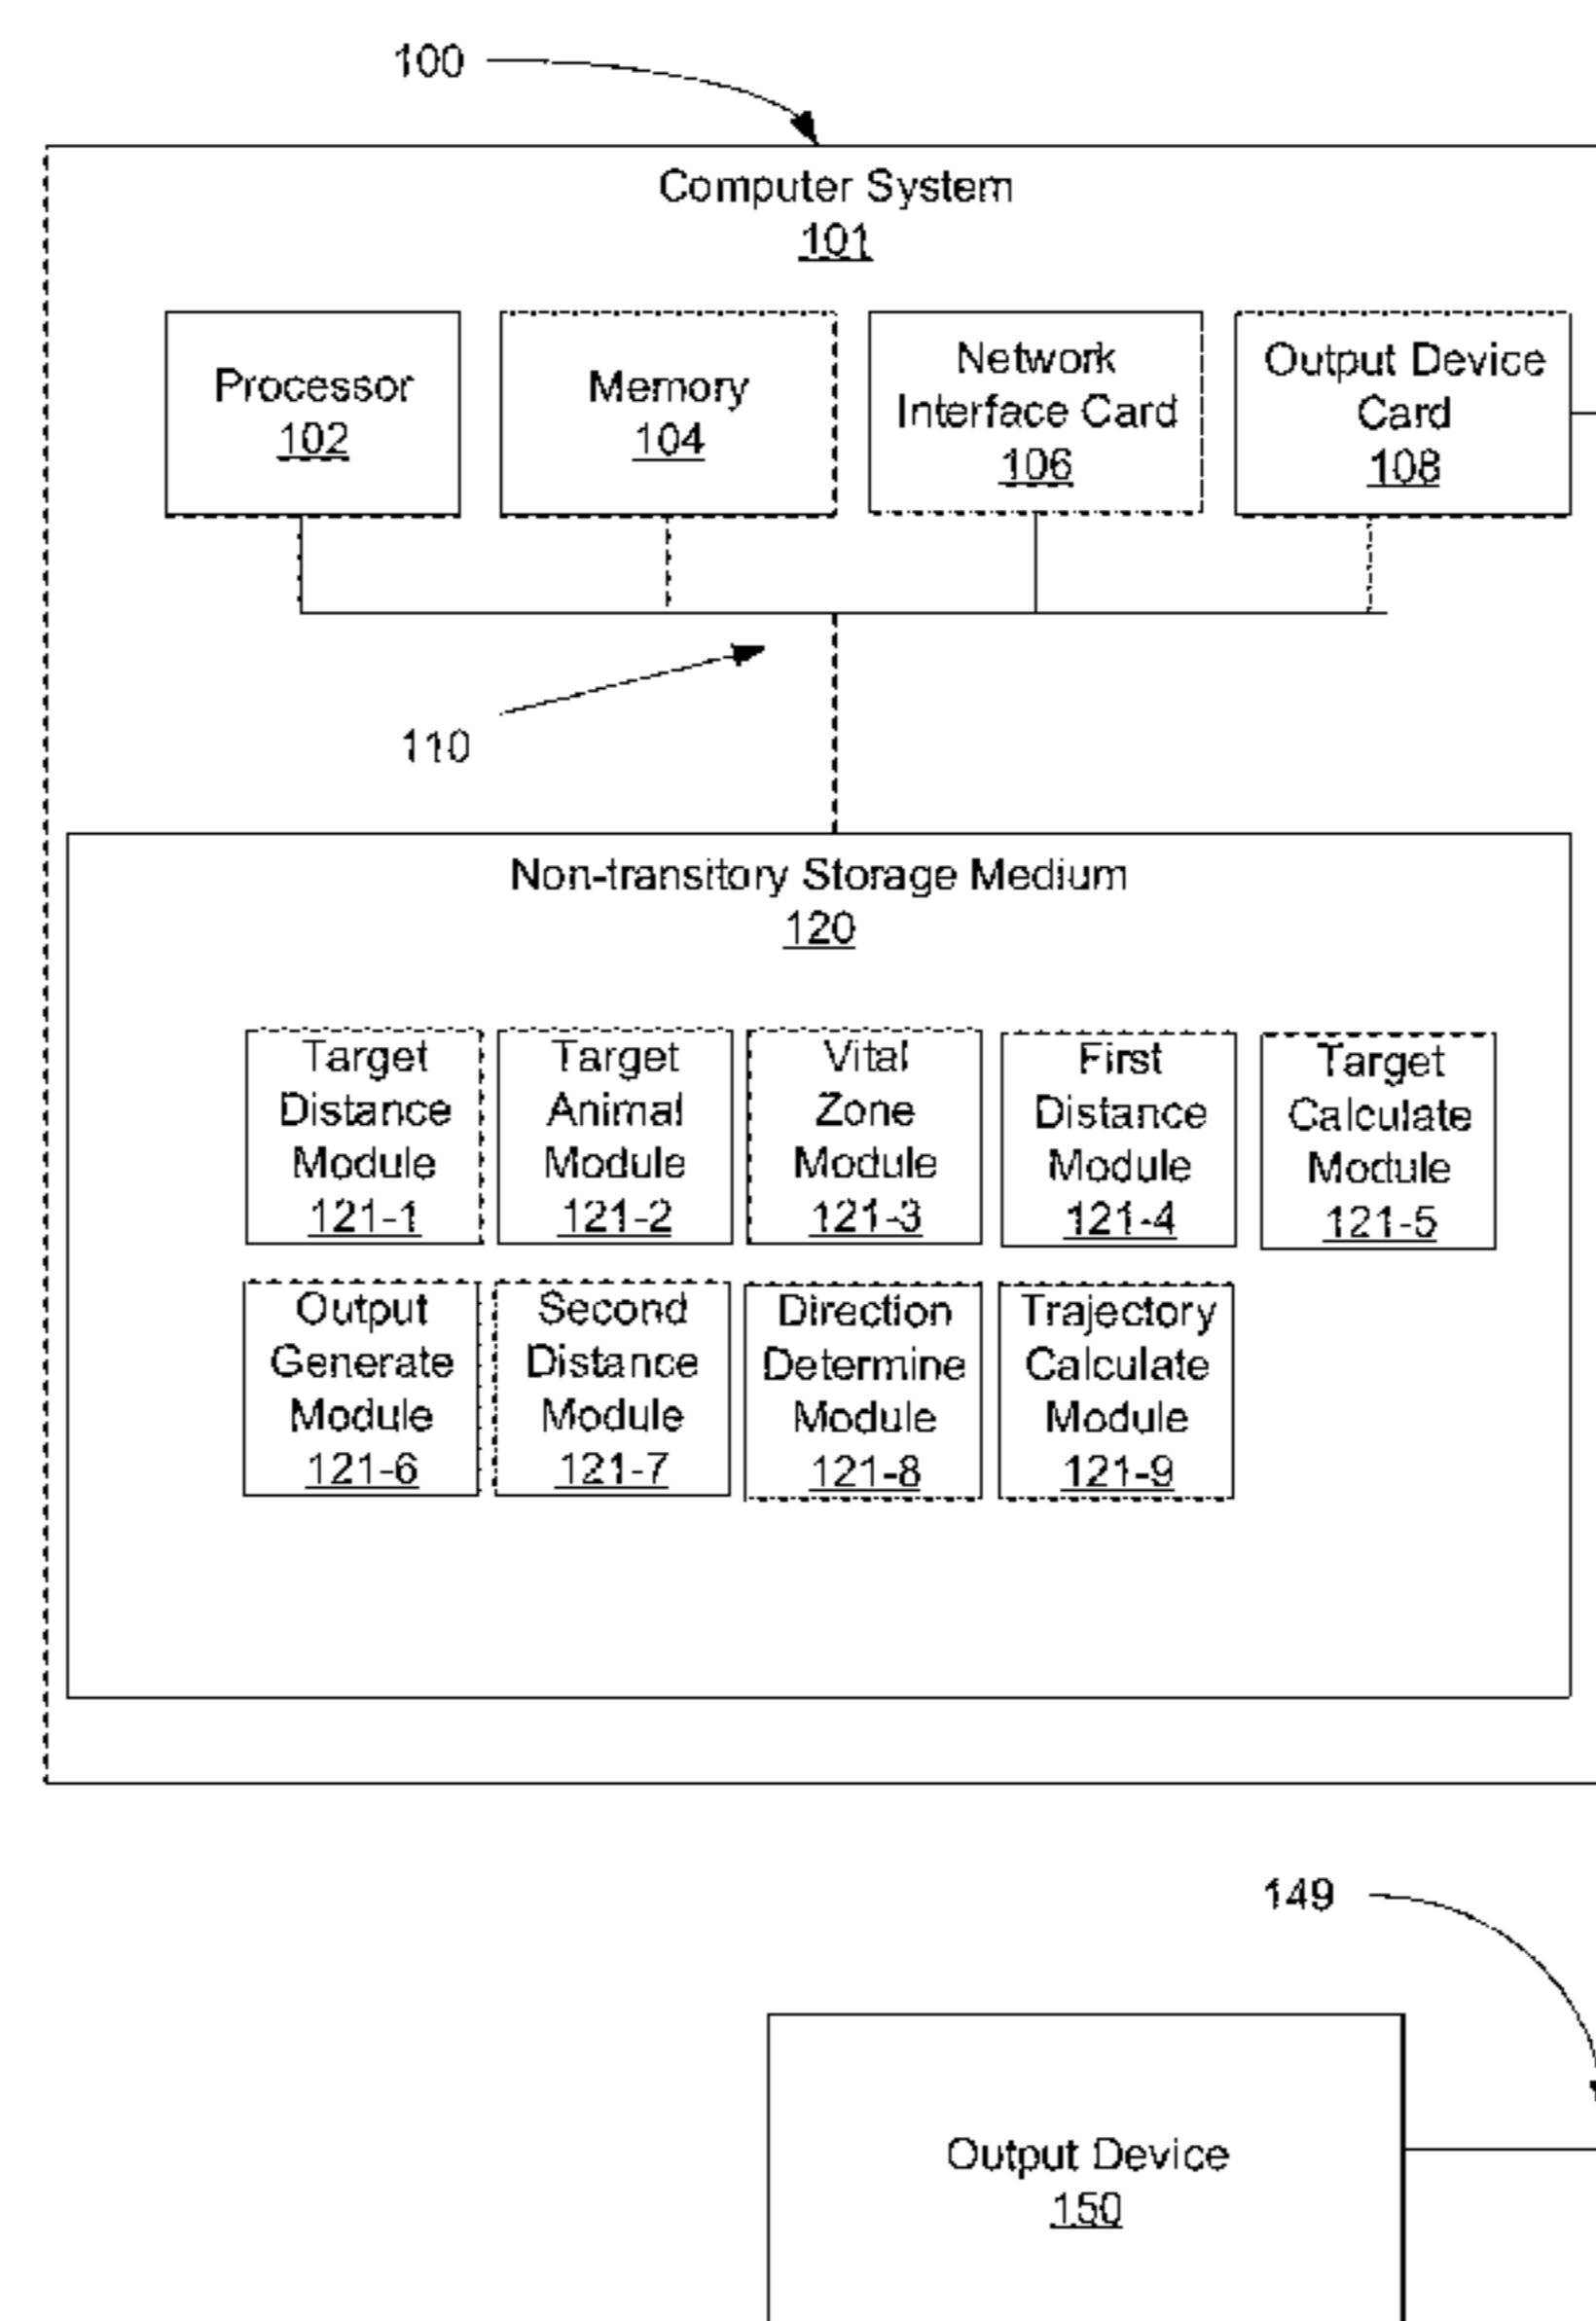 100
Computer System
101
Processor
102
Memory
104
Network
Interface Card
106
Output Device
Card
108
110
Non-transitory Storage Medium
120
Target
Distance
Module
121-1
Target
Animal
Module
121-2
Vital
Zone
Module
121-3
First
Distance
Module
121-4
Target
Calculate
Module
121-5
Output
Generate
Module
121-6
Second
Distance
Module
121-7
Direction
Determine
Module
121-8
Trajectory
Calculate
Module
121-9
149
Output Device
150